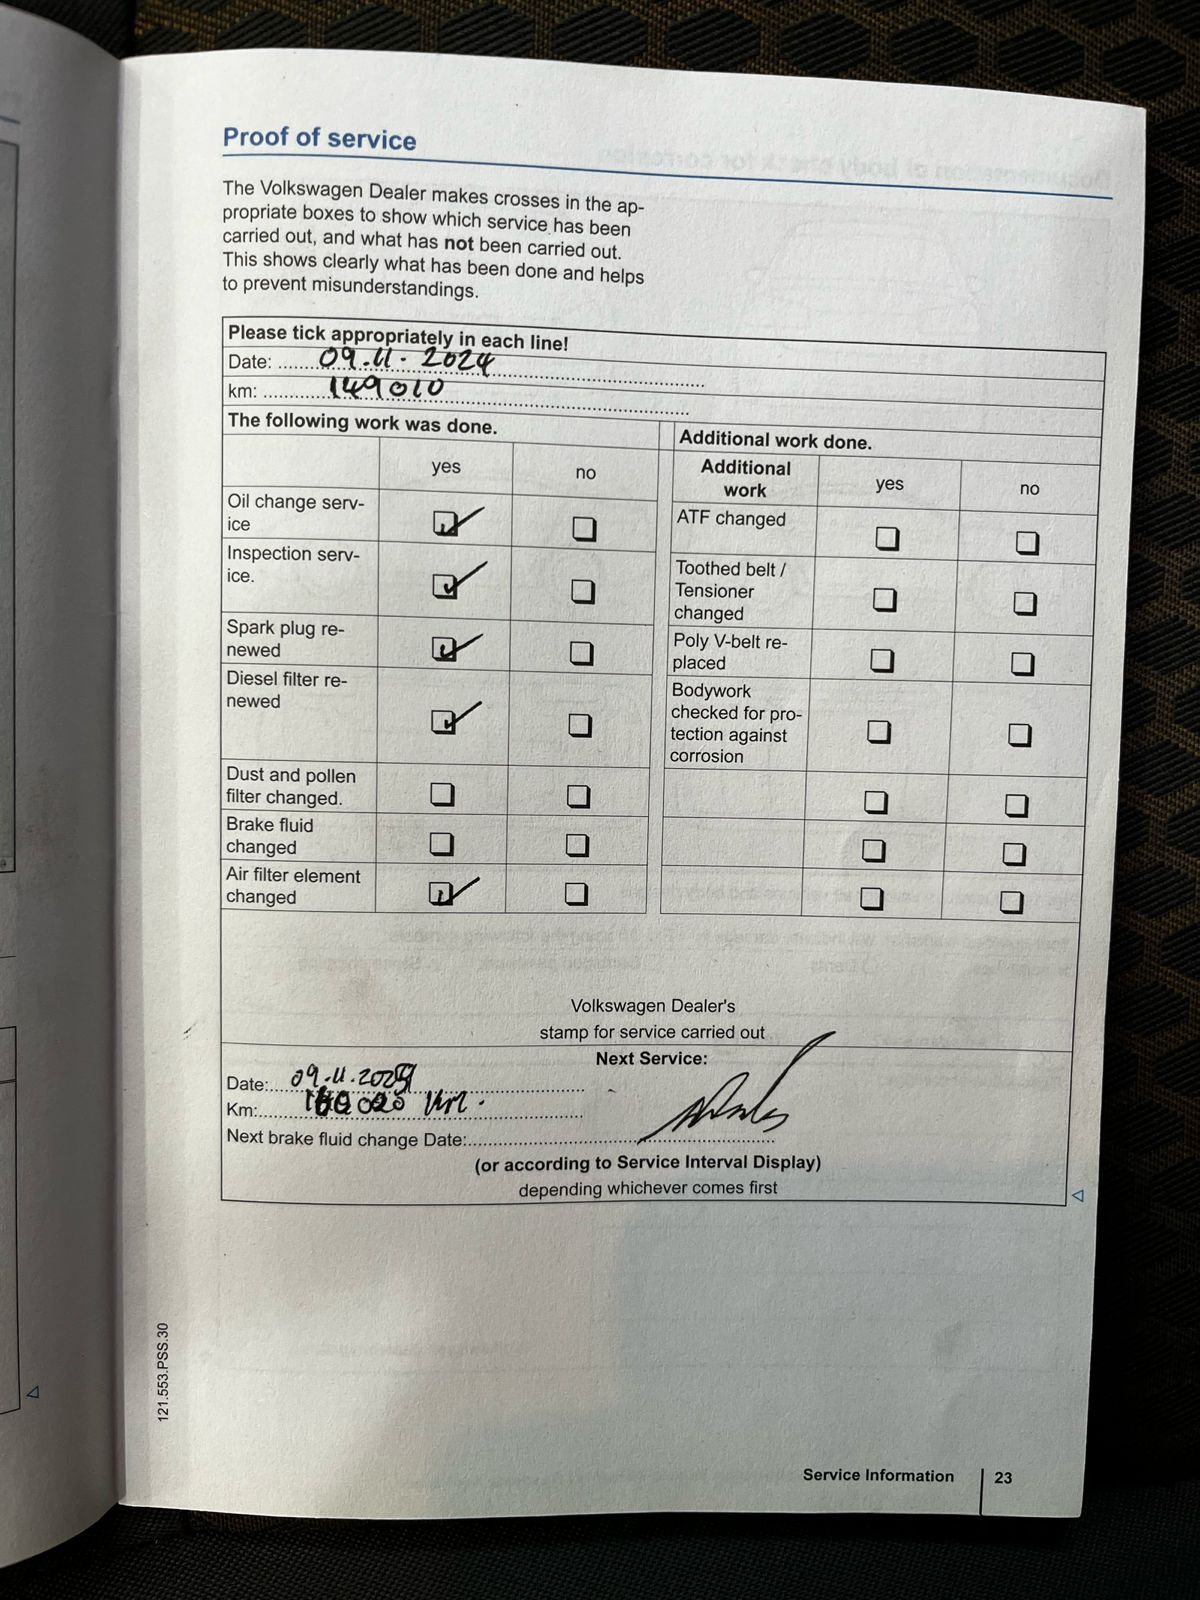 Proof of service
The Volkswagen Dealer makes crosses in the ap-
propriate boxes to show which service has been
carried out, and what has not been carried out.
This shows clearly what has been done and helps
to prevent misunderstandings.
Please tick appropriately in each line!
Date: 09.11.2024
km: 149010
The following work was done.
yes no
Oil change serv-
ice
Inspection serv-
ice.
Spark plug re-
newed
Diesel filter re-
newed
Dust and pollen
filter changed.
Brake fluid
changed
Air filter element
changed
Additional work done.
Additional
work
yes no
ATF changed
Toothed belt /
Tensioner
changed
Poly V-belt re-
placed
Bodywork
checked for pro-
tection against
corrosion
Volkswagen Dealer's
stamp for service carried out
Next Service:
Date: 09.11.2025
Km: km.
Next brake fluid change Date:
(or according to Service Interval Display)
depending whichever comes first
121.553.PSS.30
Service Information 23